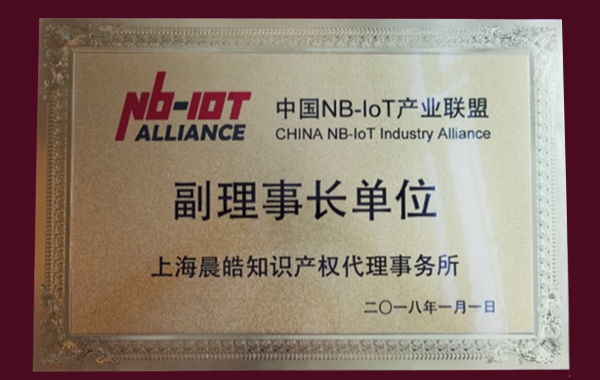 Nb-IOT 中国NB-IoT产业联盟
ALLIANCE CHINA NB-IoT Industry Alliance
副理事长单位
上海晨皓知识产权代理事务所
二〇一八年一月一日